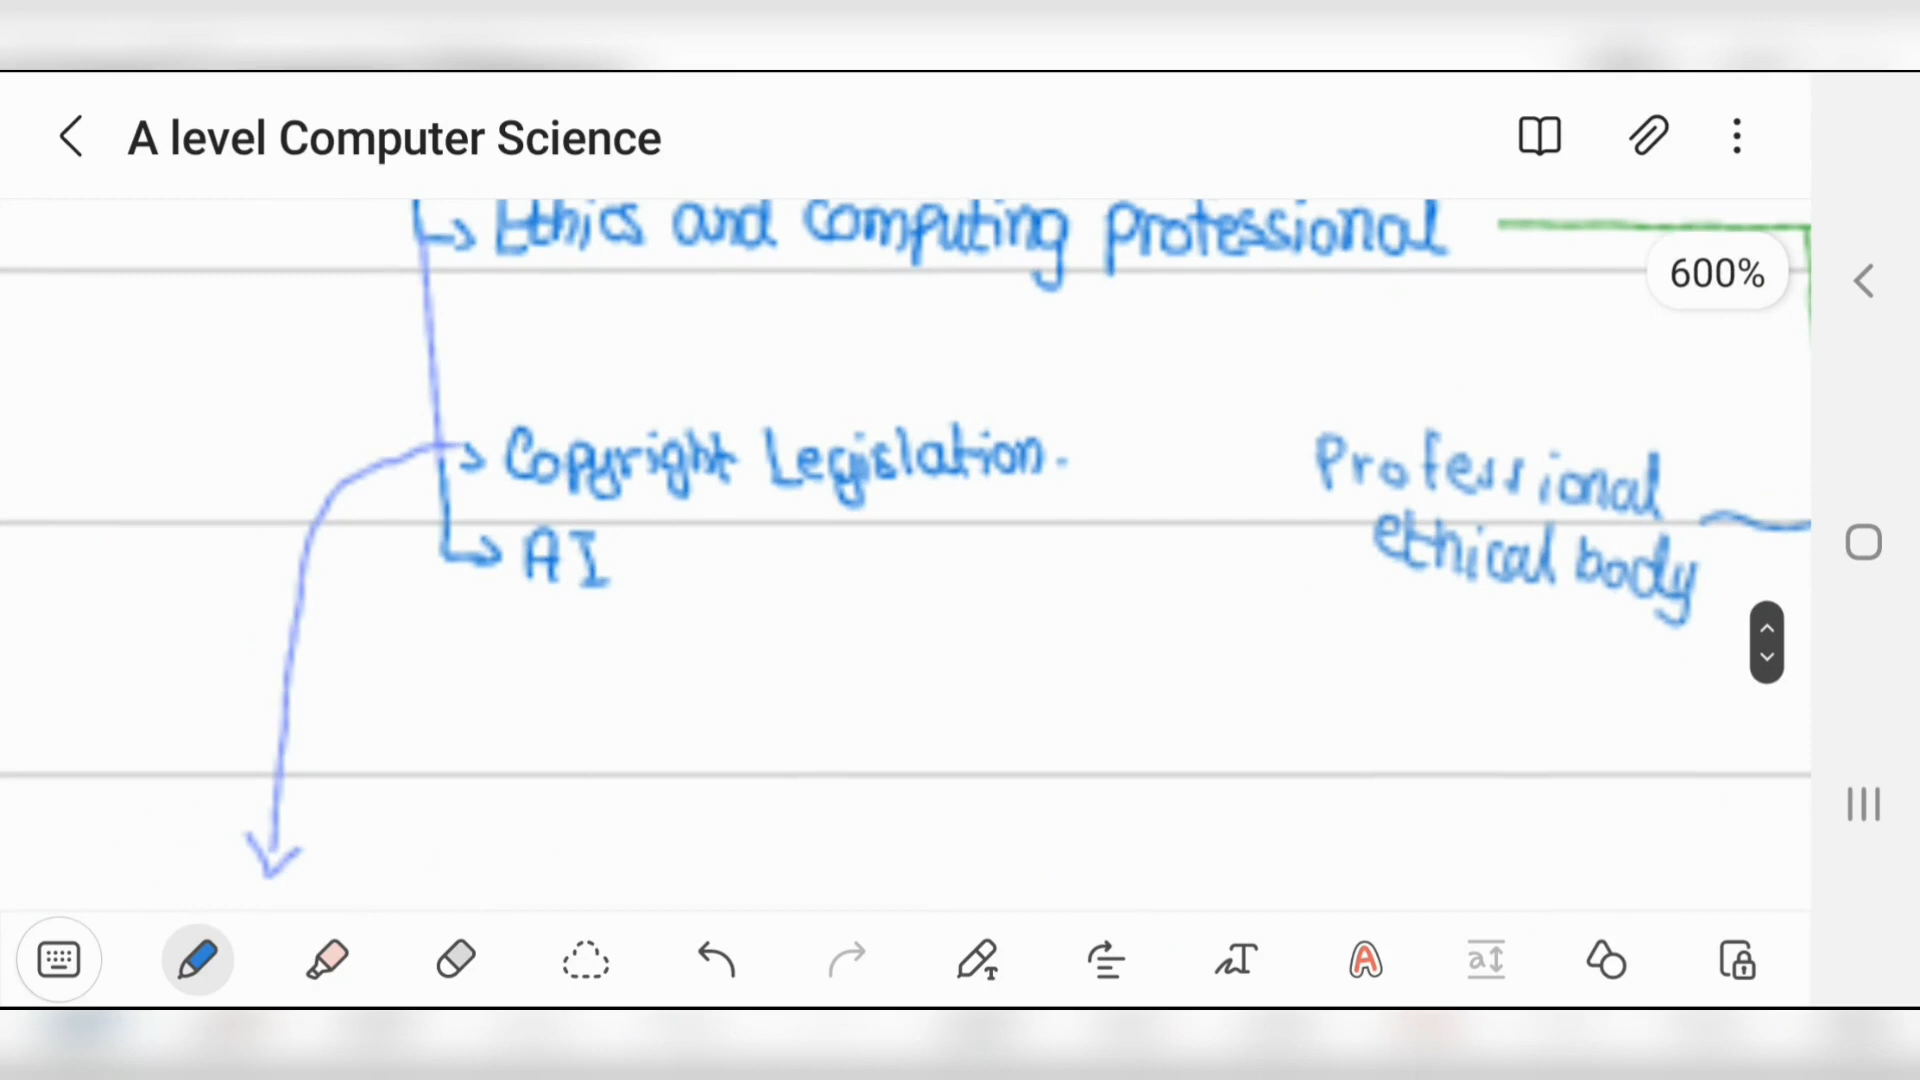 A level Computer Science
Ethics and computing professional
600%
Copyright Legislation.
Professional
ethical body
AI